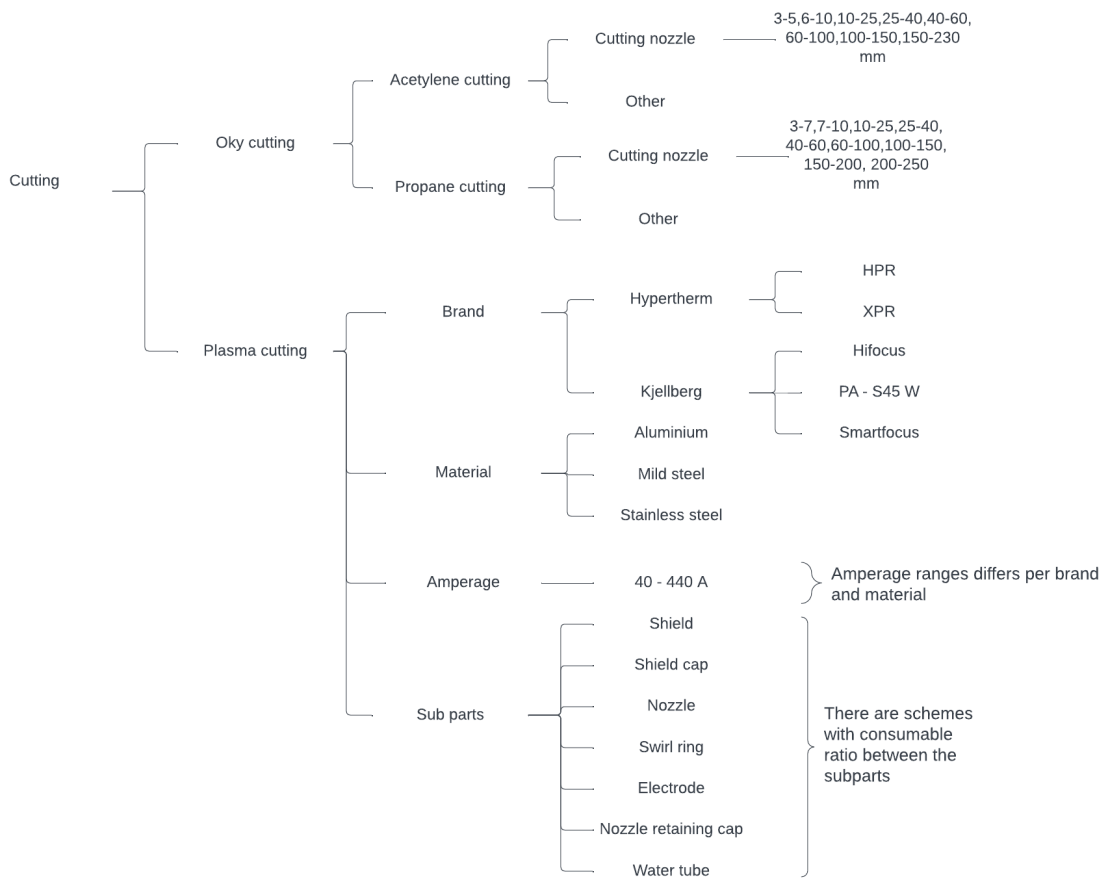 Cutting
Oky cutting
Acetylene cutting
Cutting nozzle
3-5,6-10,10-25,25-40,40-60,
60-100,100-150,150-230
mm
Other
Propane cutting
Cutting nozzle
3-7,7-10,10-25,25-40,
40-60,60-100,100-150,
150-200, 200-250
mm
Other
Plasma cutting
Brand
Hypertherm
HPR
XPR
Kjellberg
Hifocus
PA - S45 W
Smartfocus
Material
Aluminium
Mild steel
Stainless steel
Amperage
40 - 440 A
Amperage ranges differs per brand
and material
Sub parts
Shield
Shield cap
Nozzle
Swirl ring
Electrode
Nozzle retaining cap
Water tube
There are schemes
with consumable
ratio between the
subparts